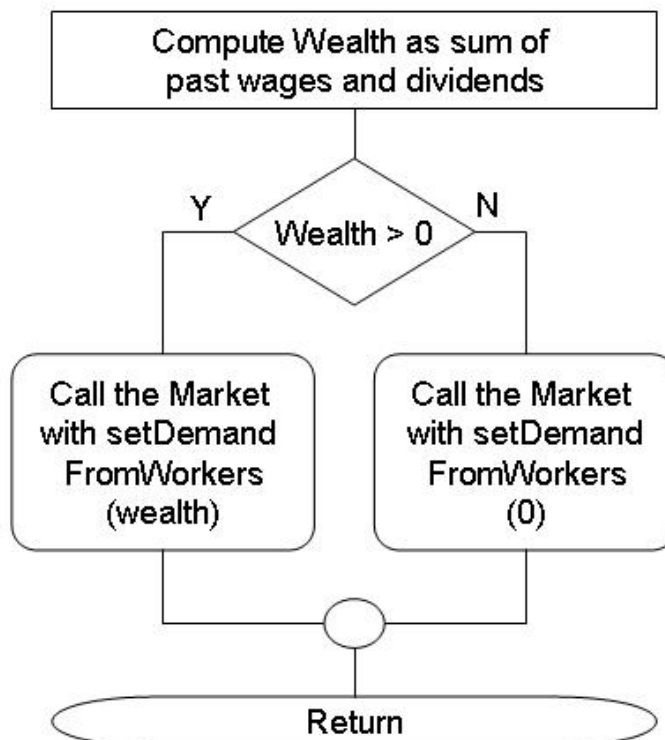 Compute Wealth as sum of
past wages and dividends
Y
N
Wealth > 0
Call the Market
with setDemand
FromWorkers
(wealth)
Call the Market
with setDemand
FromWorkers
(0)
Return